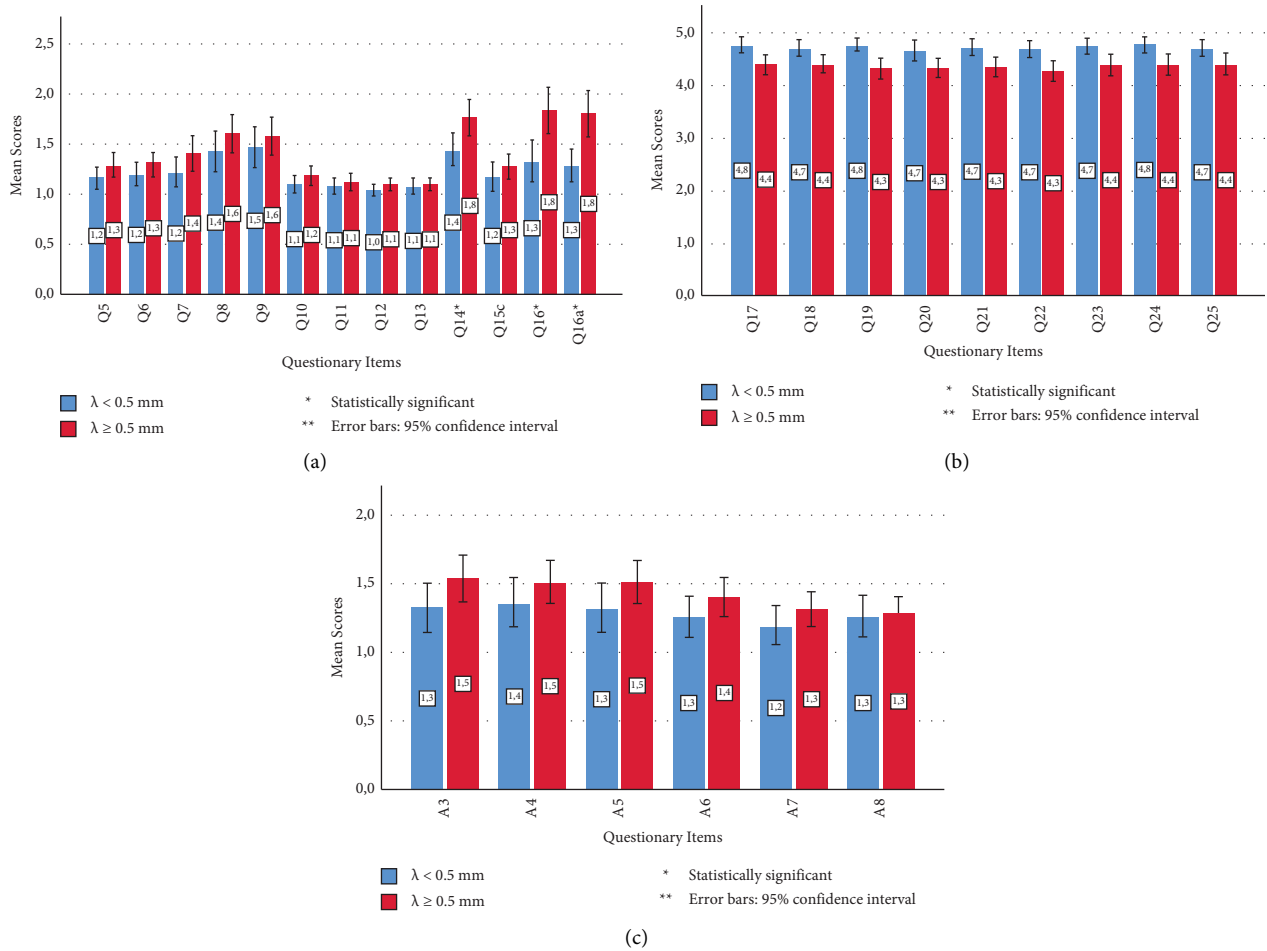 2,5
2,0
1,5
1,0
0,5
0,0
Mean Scores
1,2 1,3 1,2 1,3 1,2 1,4 1,4 1,6 1,5 1,6 1,1 1,2 1,1 1,1 1,0 1,1 1,1 1,1 1,4 1,8 1,2 1,3 1,3 1,8 1,3 1,8
Q5 Q6 Q7 Q8 Q9 Q10 Q11 Q12 Q13 Q14* Q15c Q16* Q16a*
Questionary Items
λ < 0.5 mm
λ ≥ 0.5 mm
* Statistically significant
** Error bars: 95% confidence interval
(a)
5,0
4,0
3,0
2,0
1,0
0,0
Mean Scores
4,8 4,4 4,7 4,4 4,8 4,3 4,7 4,3 4,7 4,3 4,7 4,3 4,7 4,4 4,8 4,4 4,7 4,4
Q17 Q18 Q19 Q20 Q21 Q22 Q23 Q24 Q25
Questionary Items
λ < 0.5 mm
λ ≥ 0.5 mm
* Statistically significant
** Error bars: 95% confidence interval
(b)
2,0
1,5
1,0
0,5
0,0
Mean Scores
1,3 1,5 1,4 1,5 1,3 1,5 1,3 1,4 1,2 1,3 1,3 1,3
A3 A4 A5 A6 A7 A8
Questionary Items
λ < 0.5 mm
λ ≥ 0.5 mm
* Statistically significant
** Error bars: 95% confidence interval
(c)